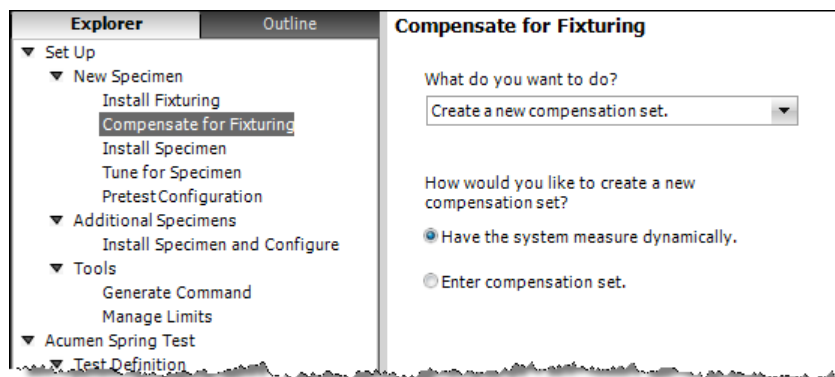 Explorer
Outline
Set Up
New Specimen
Install Fixturing
Compensate for Fixturing
Install Specimen
Tune for Specimen
Pretest Configuration
Additional Specimens
Install Specimen and Configure
Tools
Generate Command
Manage Limits
Acumen Spring Test
Test Definition
Compensate for Fixturing
What do you want to do?
Create a new compensation set.
How would you like to create a new
compensation set?
Have the system measure dynamically.
Enter compensation set.